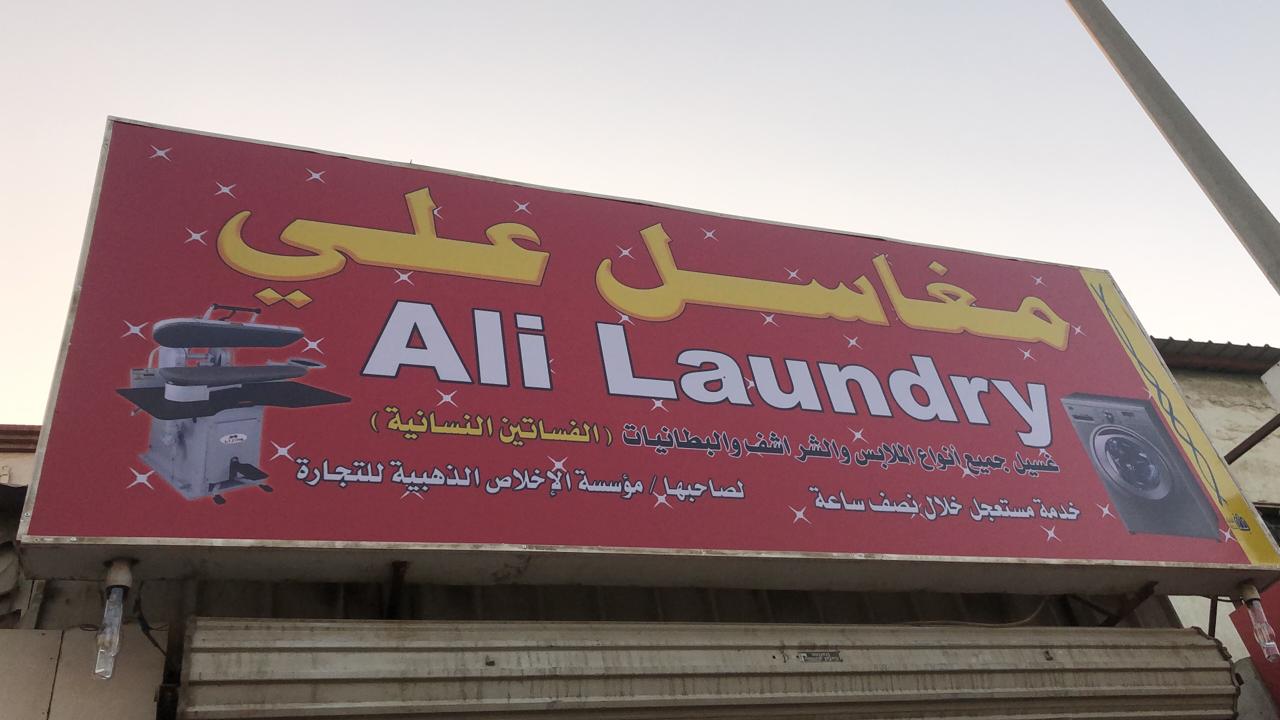 مغاسل علي
Ali Laundry
غسيل جميع أنواع الملابس والشراشف والبطانيات ( الفساتين النسائية )
خدمة مستعجل خلال نصف ساعة
لصاحبها / مؤسسة الإخلاص الذهبية للتجارة